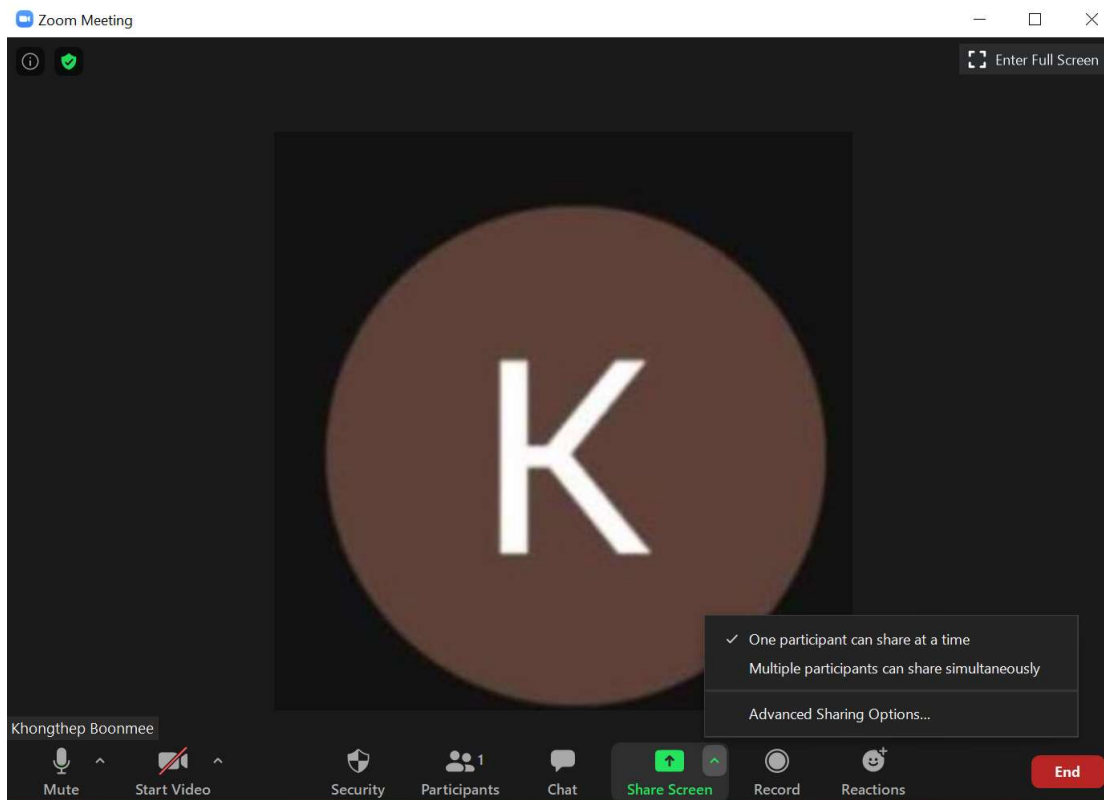 Zoom Meeting
Enter Full Screen
K
One participant can share at a time
Multiple participants can share simultaneously
Advanced Sharing Options...
Khongthep Boonmee
Mute
Start Video
Security
1
Participants
Chat
Share Screen
Record
Reactions
End